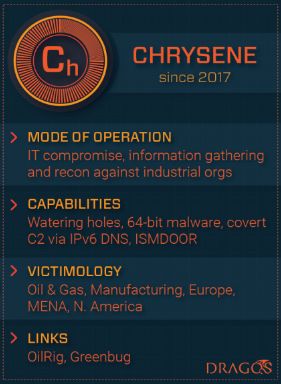 Ch
CHRYSENE
since 2017
MODE OF OPERATION
IT compromise, information gathering
and recon against industrial orgs
CAPABILITIES
Watering holes, 64-bit malware, covert
C2 via IPv6 DNS, ISMDOOR
VICTIMOLOGY
Oil & Gas, Manufacturing, Europe,
MENA, N. America
LINKS
OilRig, Greenbug
DRAGOS